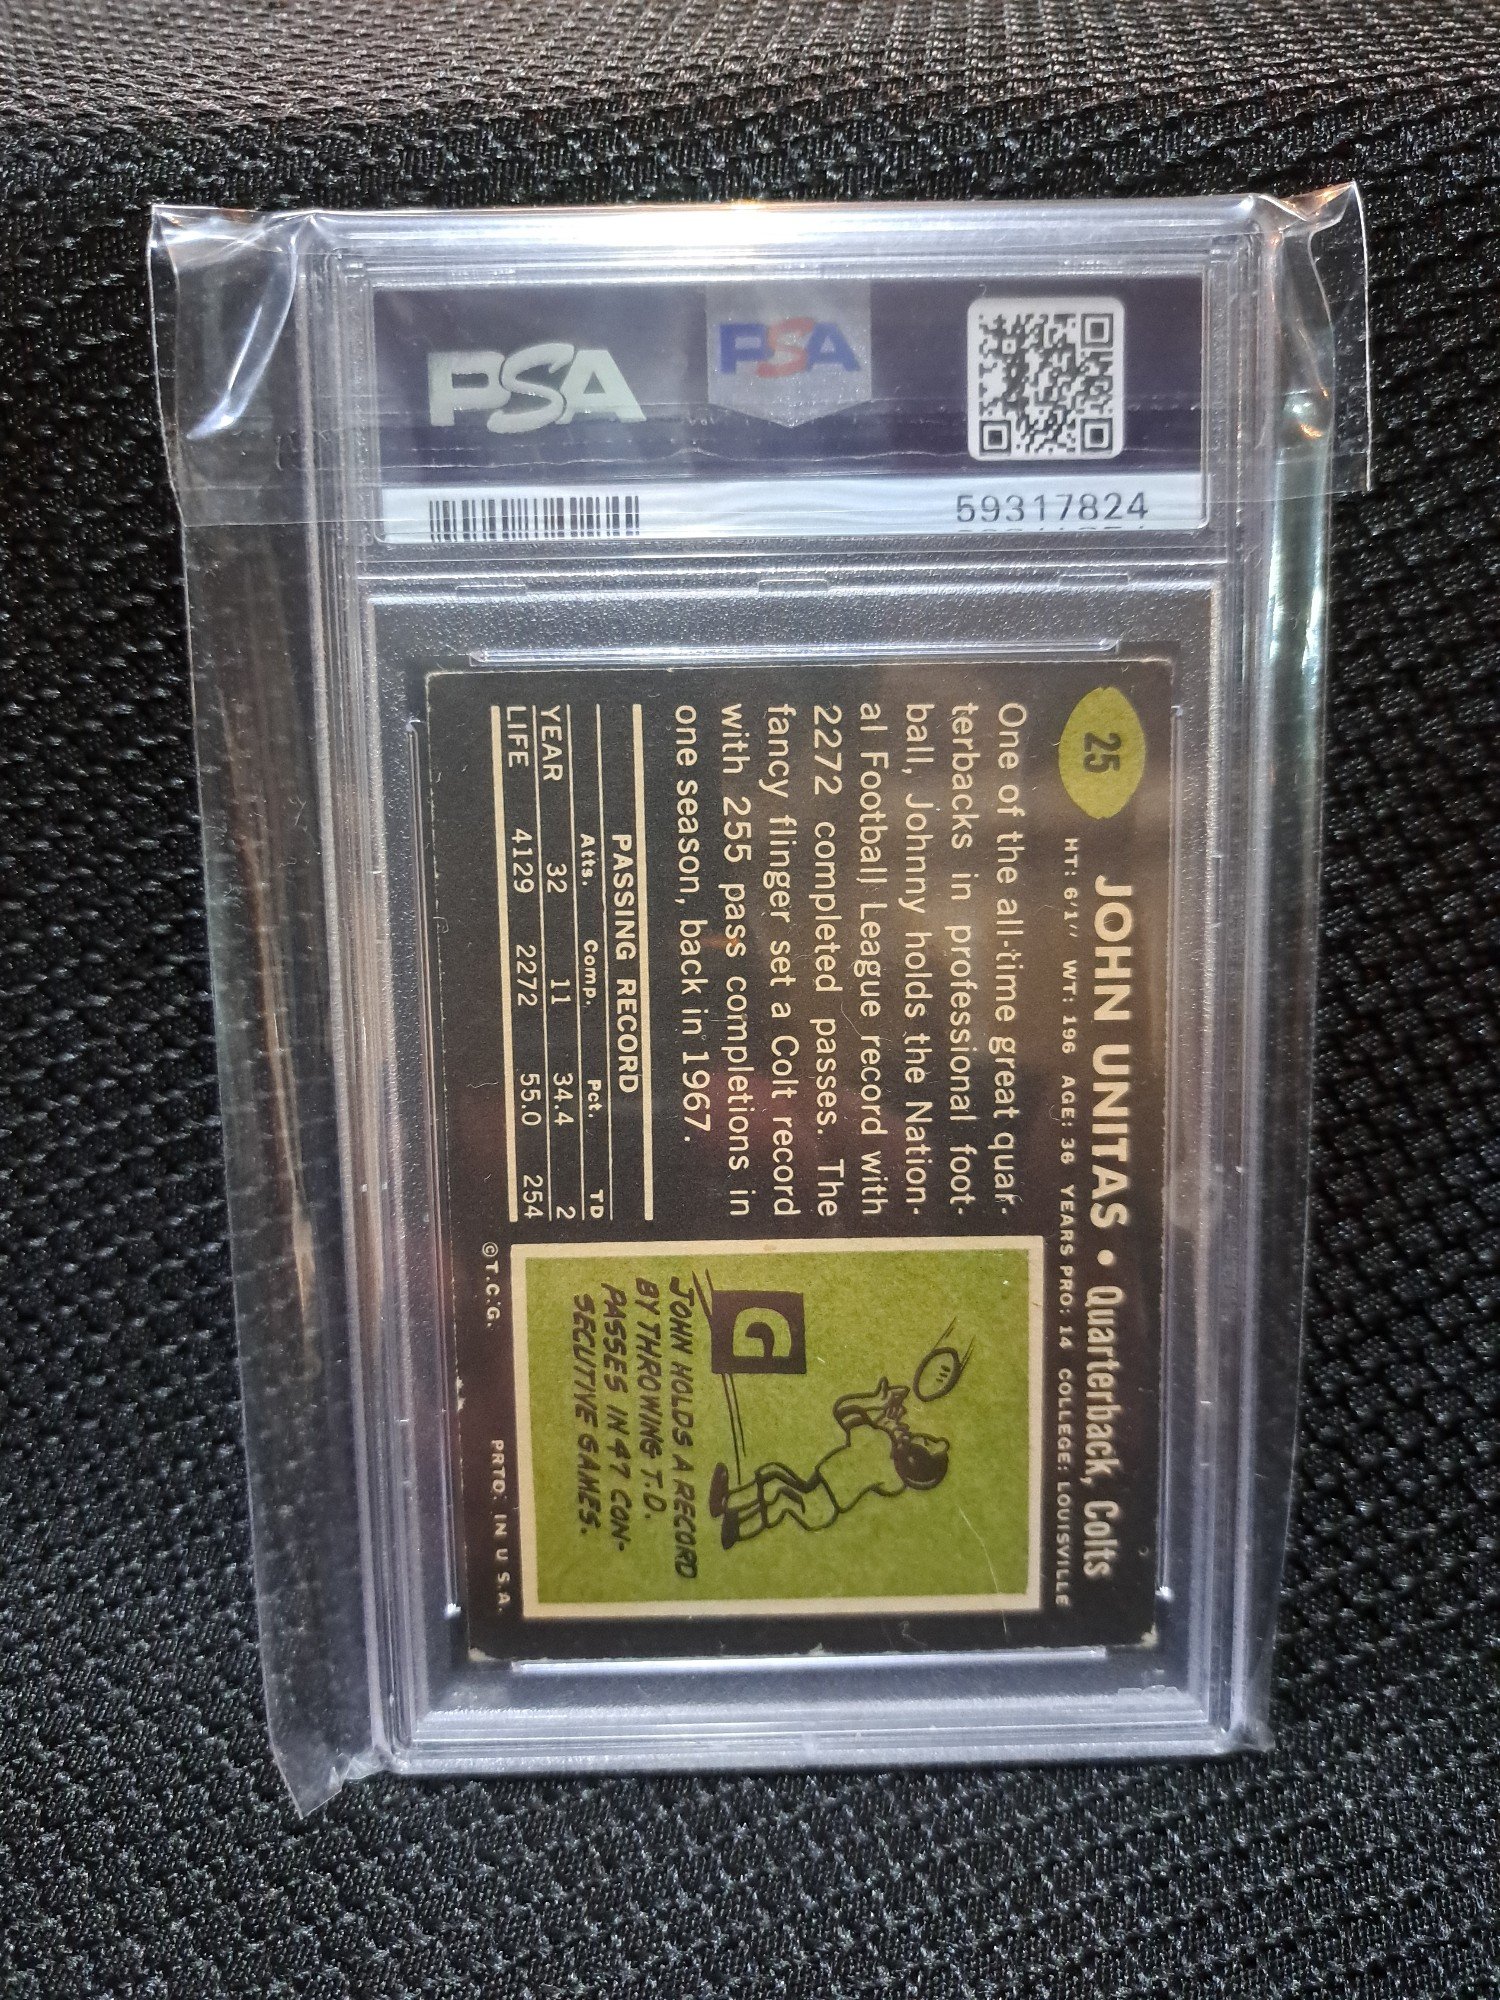 PSA
PSA
59317824
25
JOHN UNITAS • Quarterback, Colts
HT: 6'1" WT: 196 AGE: 36 YEARS PRO: 14 COLLEGE: LOUISVILLE
One of the all-time great quar-
terbacks in professional foot-
ball, Johnny holds the Nation-
al Football League record with
2272 completed passes. The
fancy flinger set a Colt record
with 255 pass completions in
one season, back in 1967.
PASSING RECORD
Atts. Comp. Pct. TD
YEAR 32 11 34.4 2
LIFE 4129 2272 55.0 254
G
JOHN HOLDS A RECORD
BY THROWING T.D.
PASSES IN 47 CON-
SECUTIVE GAMES.
© T.C.G. PRTD. IN U.S.A.